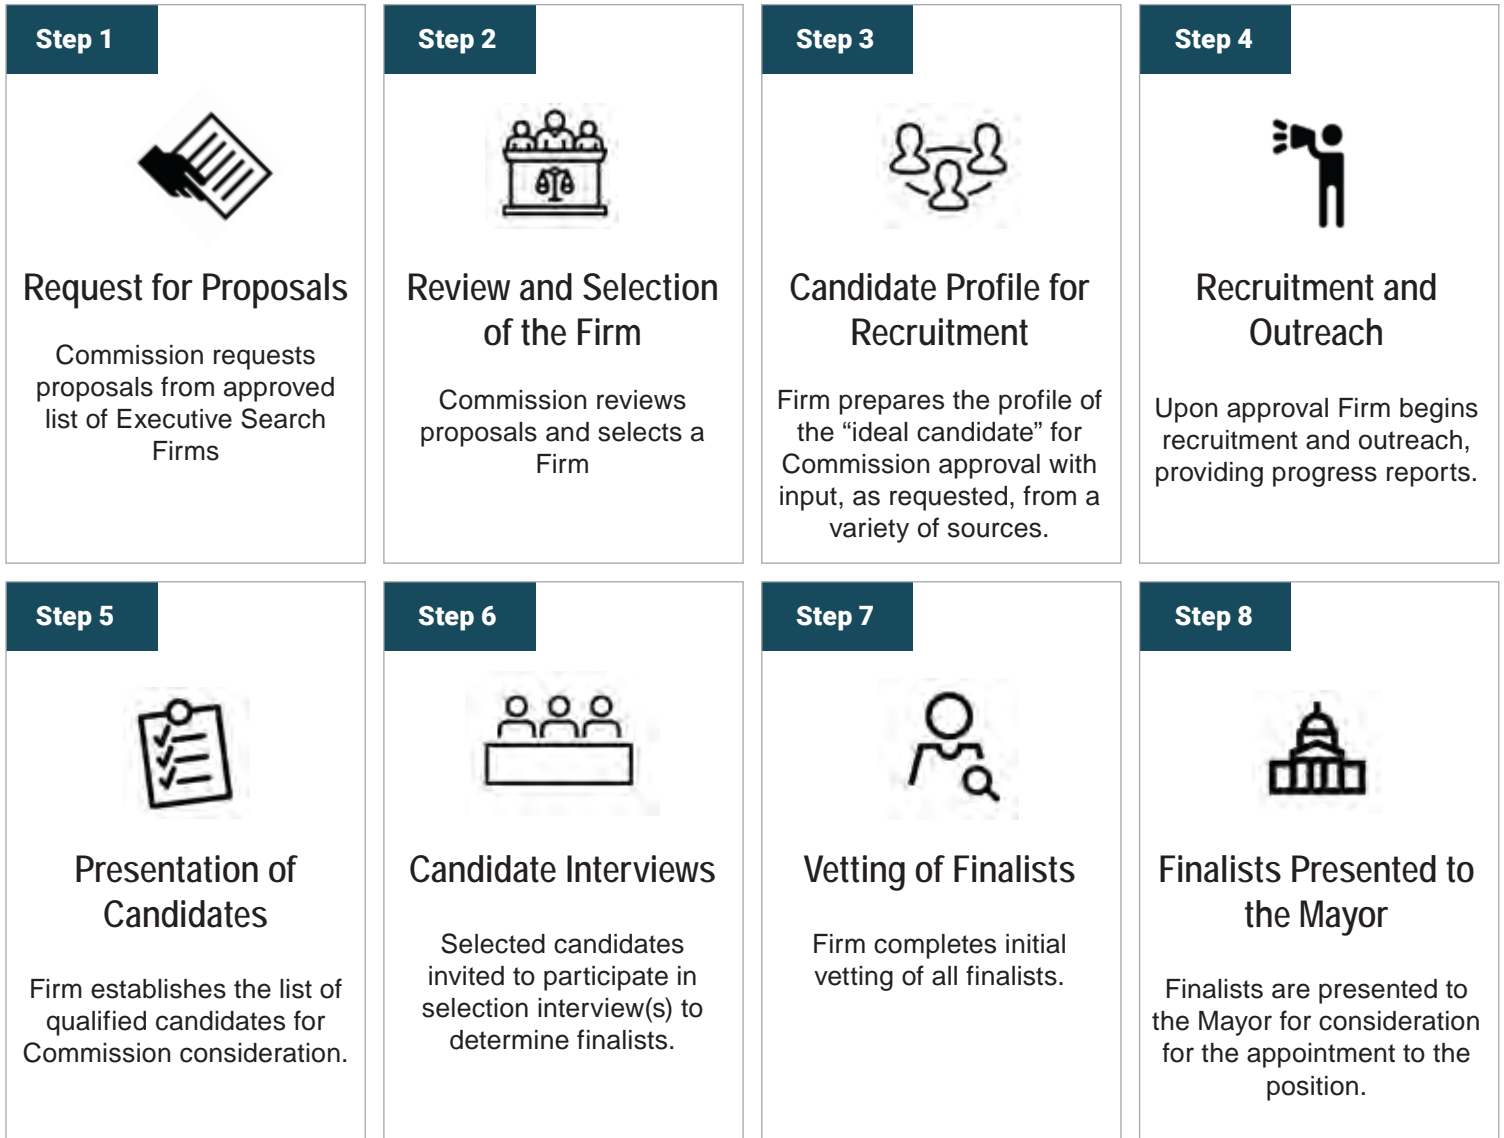 Step 1
Request for Proposals
Commission requests
proposals from approved
list of Executive Search
Firms
Step 2
Review and Selection
of the Firm
Commission reviews
proposals and selects a
Firm
Step 3
Candidate Profile for
Recruitment
Firm prepares the profile of
the “ideal candidate” for
Commission approval with
input, as requested, from a
variety of sources.
Step 4
Recruitment and
Outreach
Upon approval Firm begins
recruitment and outreach,
providing progress reports.
Step 5
Presentation of
Candidates
Firm establishes the list of
qualified candidates for
Commission consideration.
Step 6
Candidate Interviews
Selected candidates
invited to participate in
selection interview(s) to
determine finalists.
Step 7
Vetting of Finalists
Firm completes initial
vetting of all finalists.
Step 8
Finalists Presented to
the Mayor
Finalists are presented to
the Mayor for consideration
for the appointment to the
position.